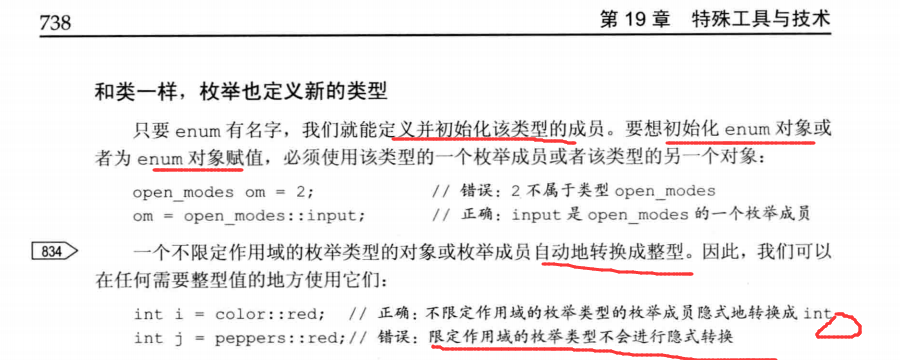 738
第 19 章 特殊工具与技术
和类一样，枚举也定义新的类型
只要 enum 有名字，我们就能定义并初始化该类型的成员。要想初始化 enum 对象或
者为 enum 对象赋值，必须使用该类型的一个枚举成员或者该类型的另一个对象：
open_modes om = 2; // 错误：2 不属于类型 open_modes
om = open_modes::input; // 正确：input 是 open_modes 的一个枚举成员
834
一个不限定作用域的枚举类型的对象或枚举成员自动地转换成整型。因此，我们可以
在任何需要整型值的地方使用它们：
int i = color::red; // 正确：不限定作用域的枚举类型的枚举成员隐式地转换成 int
int j = peppers::red;// 错误：限定作用域的枚举类型不会进行隐式转换